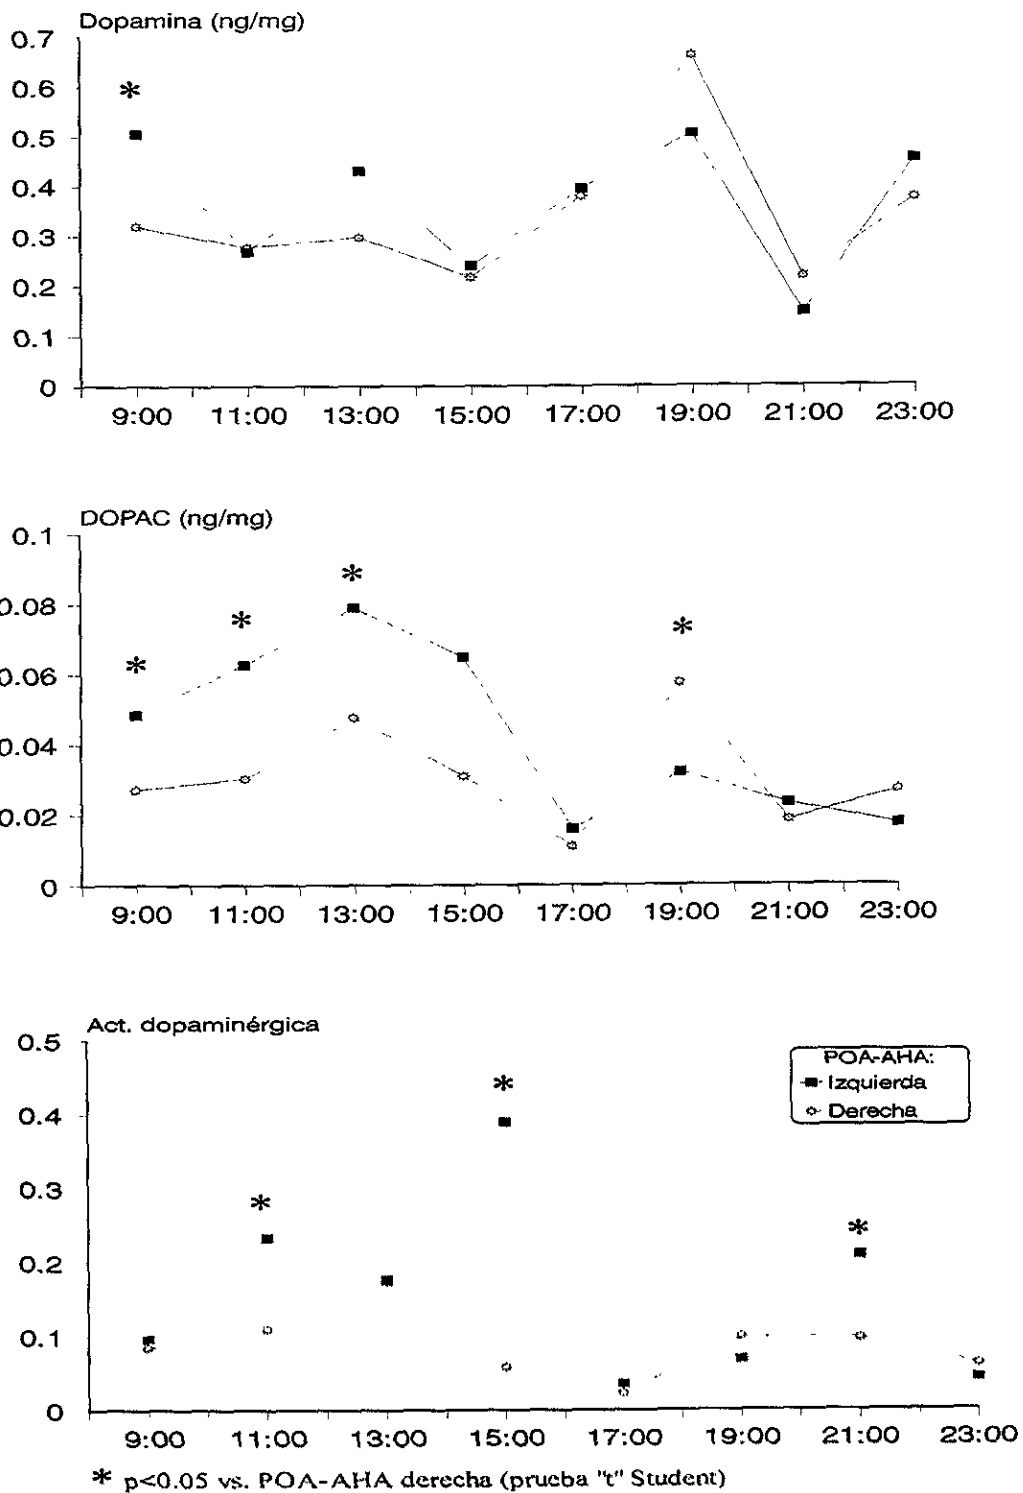 Dopamina (ng/mg)
0.7
0.6
*
0.5
0.4
0.3
0.2
0.1
0
9:00 11:00 13:00 15:00 17:00 19:00 21:00 23:00
DOPAC (ng/mg)
0.1
*
0.08
* *
*
0.06
0.04
0.02
0
9:00 11:00 13:00 15:00 17:00 19:00 21:00 23:00
Act. dopaminérgica
0.5
POA-AHA:
Izquierda
Derecha
*
0.4
0.3
* *
0.2
0.1
0
9:00 11:00 13:00 15:00 17:00 19:00 21:00 23:00
* p<0.05 vs. POA-AHA derecha (prueba "t" Student)